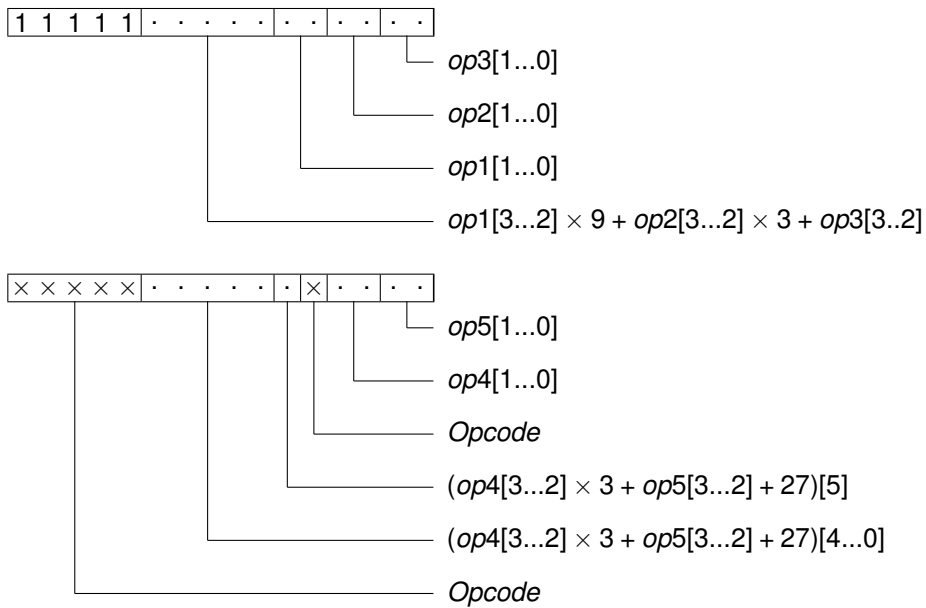 1 1 1 1 1 · · · · · · · · · · ·
op3[1...0]
op2[1...0]
op1[1...0]
op1[3...2] × 9 + op2[3...2] × 3 + op3[3..2]
× × × × × · · · · · · × · · · ·
op5[1...0]
op4[1...0]
Opcode
(op4[3...2] × 3 + op5[3...2] + 27)[5]
(op4[3...2] × 3 + op5[3...2] + 27)[4...0]
Opcode